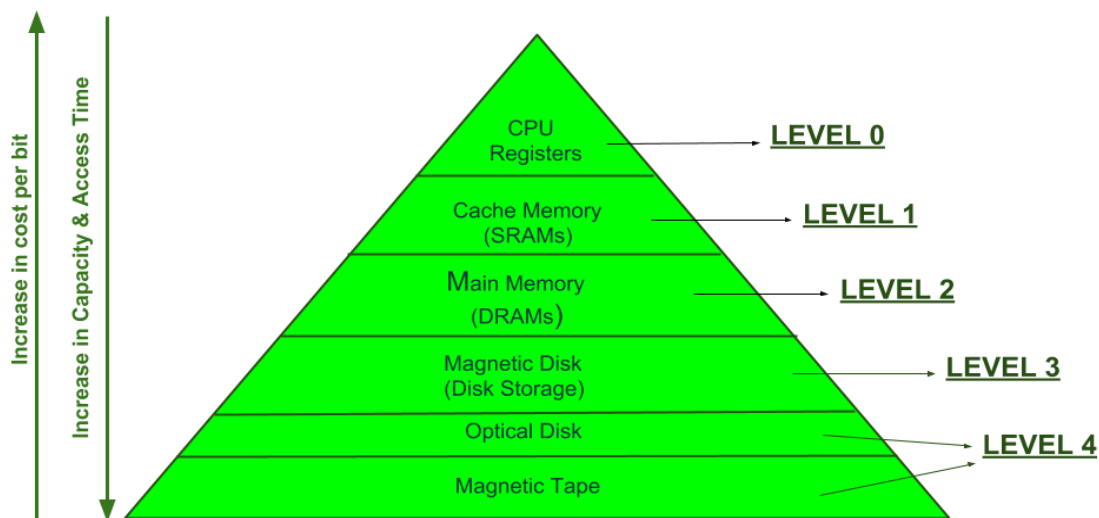 Increase in cost per bit
Increase in Capacity & Access Time
CPU
Registers
LEVEL 0
Cache Memory
(SRAMs)
LEVEL 1
Main Memory
(DRAMs)
LEVEL 2
Magnetic Disk
(Disk Storage)
LEVEL 3
Optical Disk
LEVEL 4
Magnetic Tape